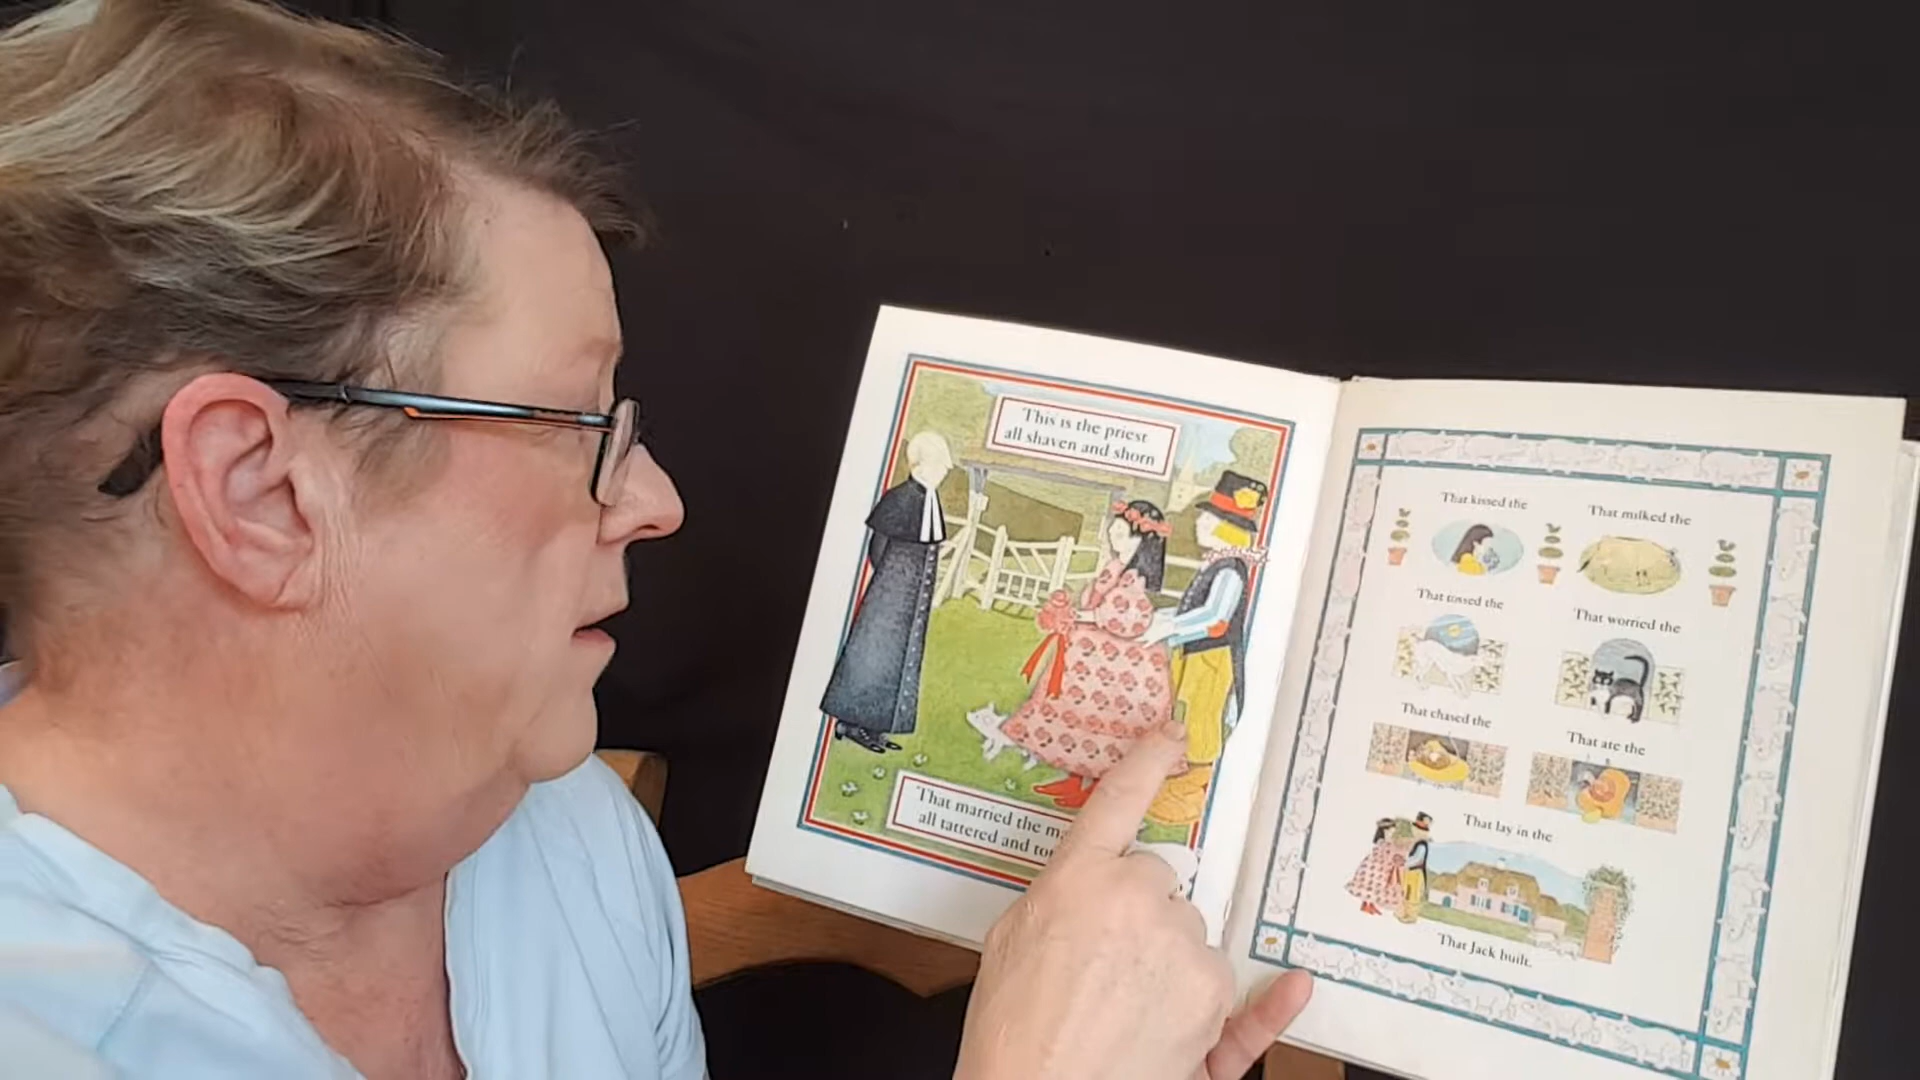 This is the priest
all shaven and shorn
That married the
all tattered and
That kissed the
That milked the
That tossed the
That worried the
That chased the
That ate the
That lay in the
That Jack built.